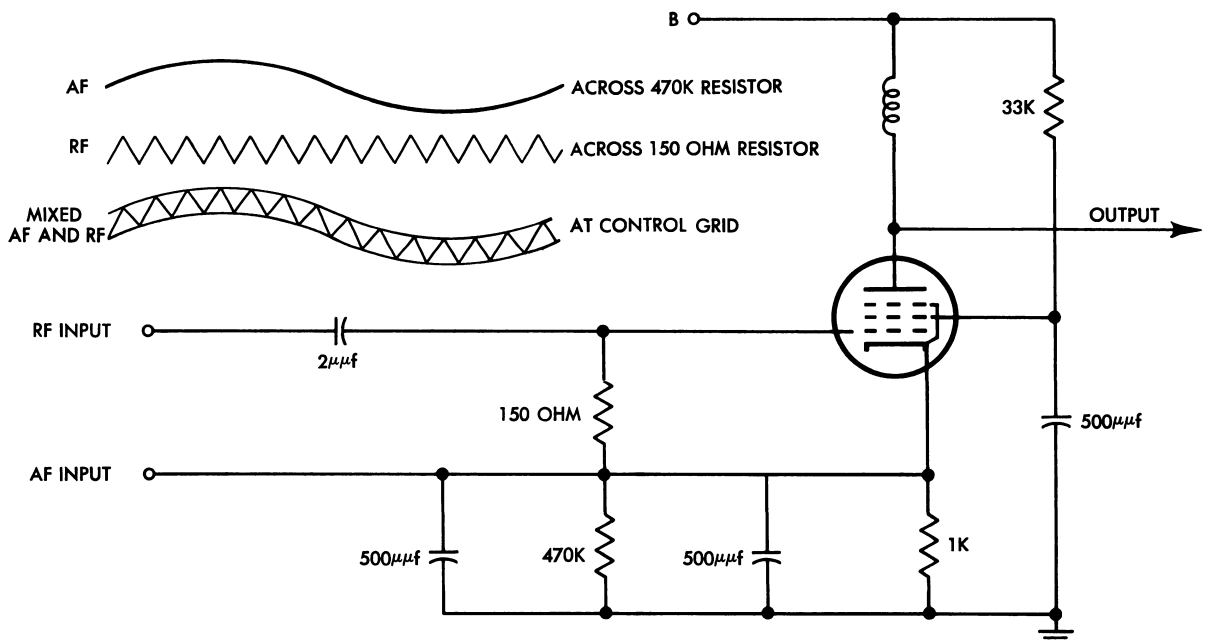 B
AF
ACROSS 470K RESISTOR
33K
RF
ACROSS 150 OHM RESISTOR
MIXED
AF AND RF
AT CONTROL GRID
OUTPUT
RF INPUT
2μμf
150 OHM
500μμf
AF INPUT
500μμf
470K
500μμf
1K